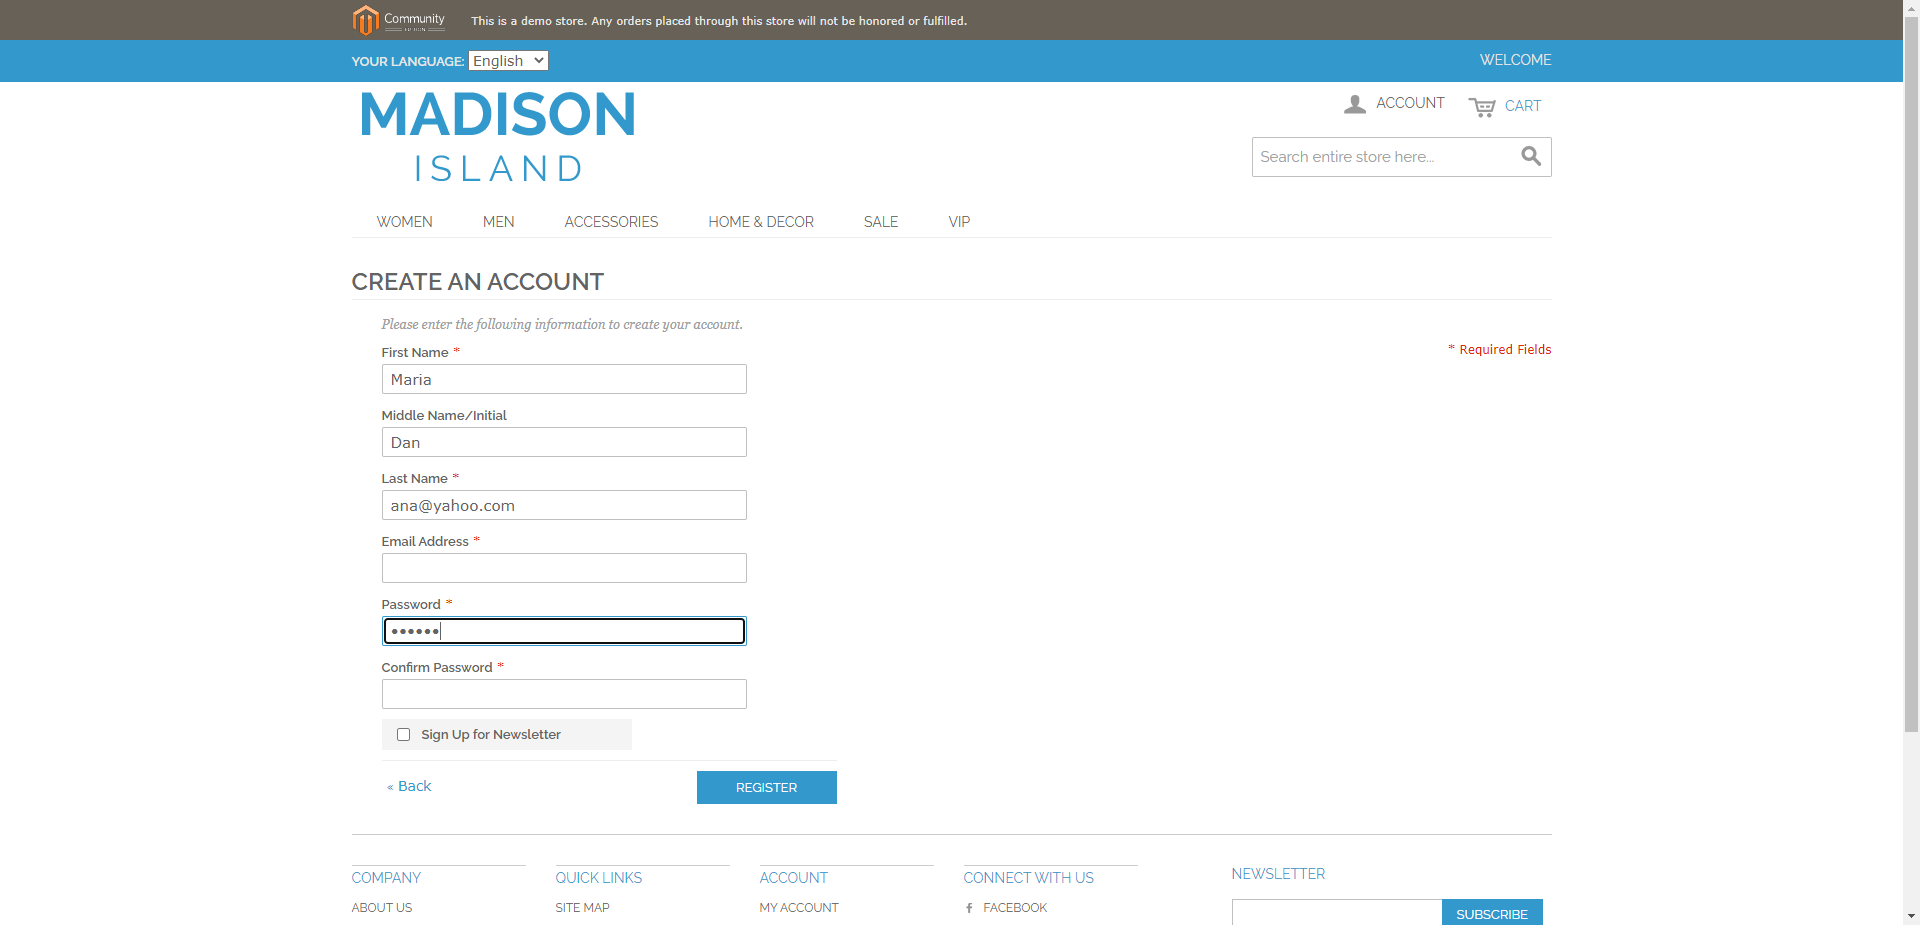 Community
This is a demo store. Any orders placed through this store will not be honored or fulfilled.
YOUR LANGUAGE: English
WELCOME
MADISON
ISLAND
ACCOUNT
CART
Search entire store here...
WOMEN MEN ACCESSORIES HOME & DECOR SALE VIP
CREATE AN ACCOUNT
Please enter the following information to create your account.
* Required Fields
First Name *
Maria
Middle Name/Initial
Dan
Last Name *
ana@yahoo.com
Email Address *
Password *
••••••
Confirm Password *
Sign Up for Newsletter
« Back
REGISTER
COMPANY
ABOUT US
QUICK LINKS
SITE MAP
ACCOUNT
MY ACCOUNT
CONNECT WITH US
FACEBOOK
NEWSLETTER
SUBSCRIBE